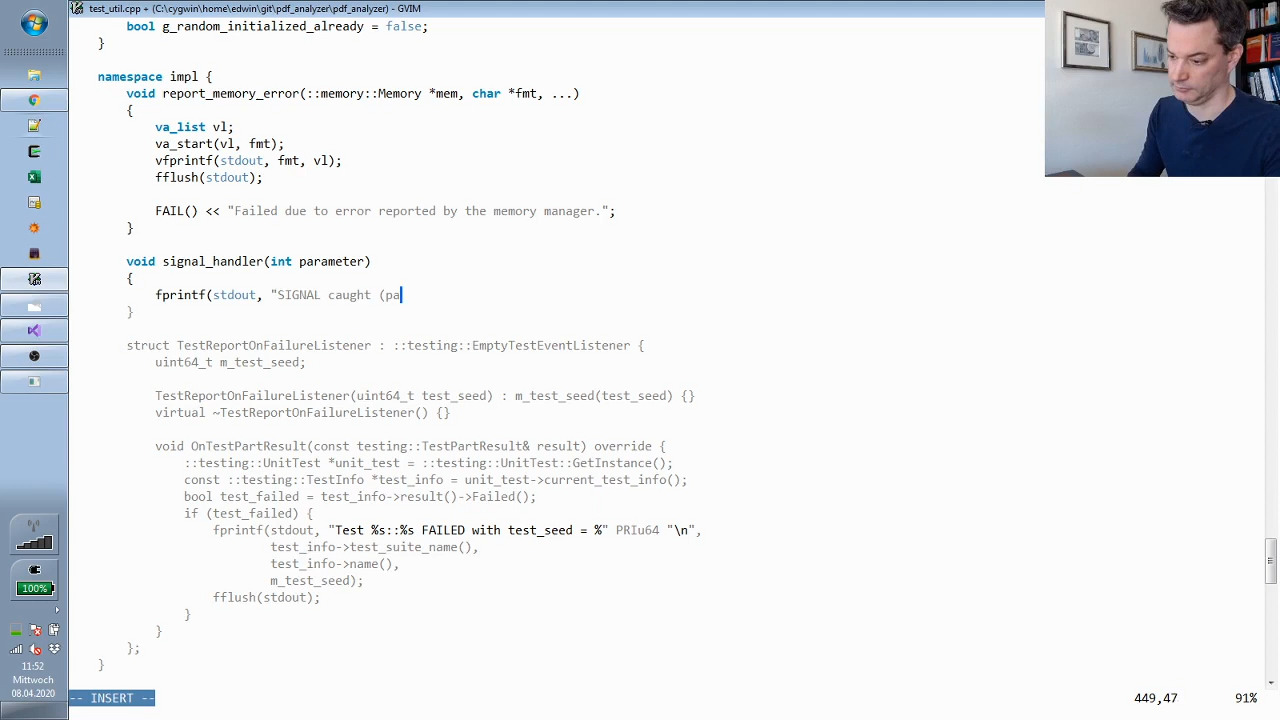 test_util.cpp + (C:\cygwin\home\edwin\git\pdf_analyzer\pdf_analyzer) - GVIM
bool g_random_initialized_already = false;
}
namespace impl {
void report_memory_error(::memory::Memory *mem, char *fmt, ...)
{
va_list vl;
va_start(vl, fmt);
vfprintf(stdout, fmt, vl);
fflush(stdout);
FAIL() << "Failed due to error reported by the memory manager.";
}
void signal_handler(int parameter)
{
fprintf(stdout, "SIGNAL caught (pa
}
struct TestReportOnFailureListener : ::testing::EmptyTestEventListener {
uint64_t m_test_seed;
TestReportOnFailureListener(uint64_t test_seed) : m_test_seed(test_seed) {}
virtual ~TestReportOnFailureListener() {}
void OnTestPartResult(const testing::TestPartResult& result) override {
::testing::UnitTest *unit_test = ::testing::UnitTest::GetInstance();
const ::testing::TestInfo *test_info = unit_test->current_test_info();
bool test_failed = test_info->result()->Failed();
if (test_failed) {
fprintf(stdout, "Test %s::%s FAILED with test_seed = %" PRIu64 "\n",
test_info->test_suite_name(),
test_info->name(),
m_test_seed);
fflush(stdout);
}
}
};
}
-- INSERT --
449,47
91%
100%
11:52
Mittwoch
08.04.2020